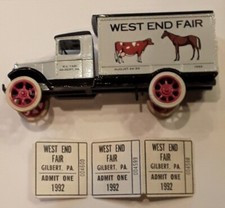 WEST END FAIR
WEST END
FAIR
GILBERT, PA.
ADMIT ONE
1992
WEST END
FAIR
GILBERT, PA.
ADMIT ONE
1992
WEST END
FAIR
GILBERT, PA.
ADMIT ONE
1992